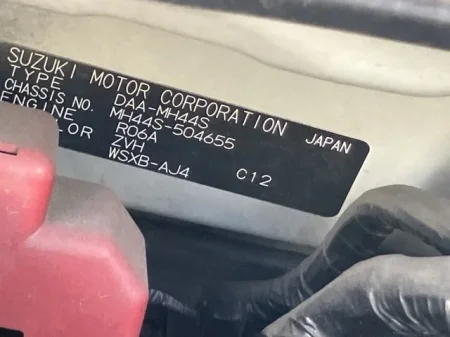 SUZUKI MOTOR CORPORATION JAPAN
TYPE DAA-MH44S
CHASSIS NO. MH44S-504655
ENGINE R06A
LOR ZVH
WSXB-AJ4 C12